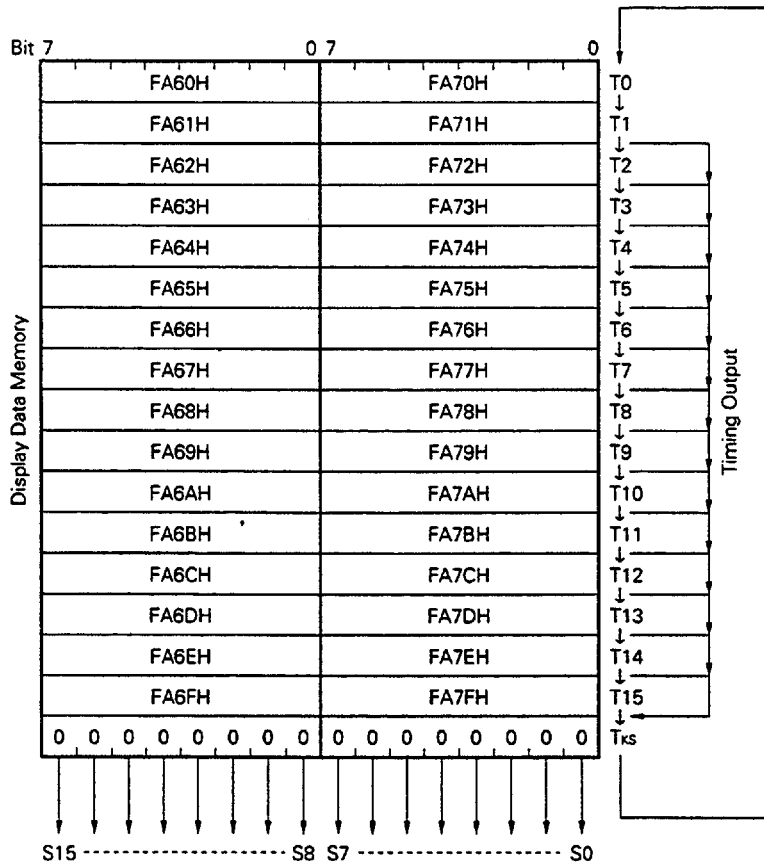 Bit 7 0 7 0
FA60H FA70H T0
FA61H FA71H T1
FA62H FA72H T2
FA63H FA73H T3
FA64H FA74H T4
FA65H FA75H T5
FA66H FA76H T6
FA67H FA77H T7
FA68H FA78H T8
FA69H FA79H T9
FA6AH FA7AH T10
FA6BH FA7BH T11
FA6CH FA7CH T12
FA6DH FA7DH T13
FA6EH FA7EH T14
FA6FH FA7FH T15
0 0 0 0 0 0 0 0 0 0 0 0 0 0 0 0 TKS
S15 S8 S7 S0
Display Data Memory
Timing Output